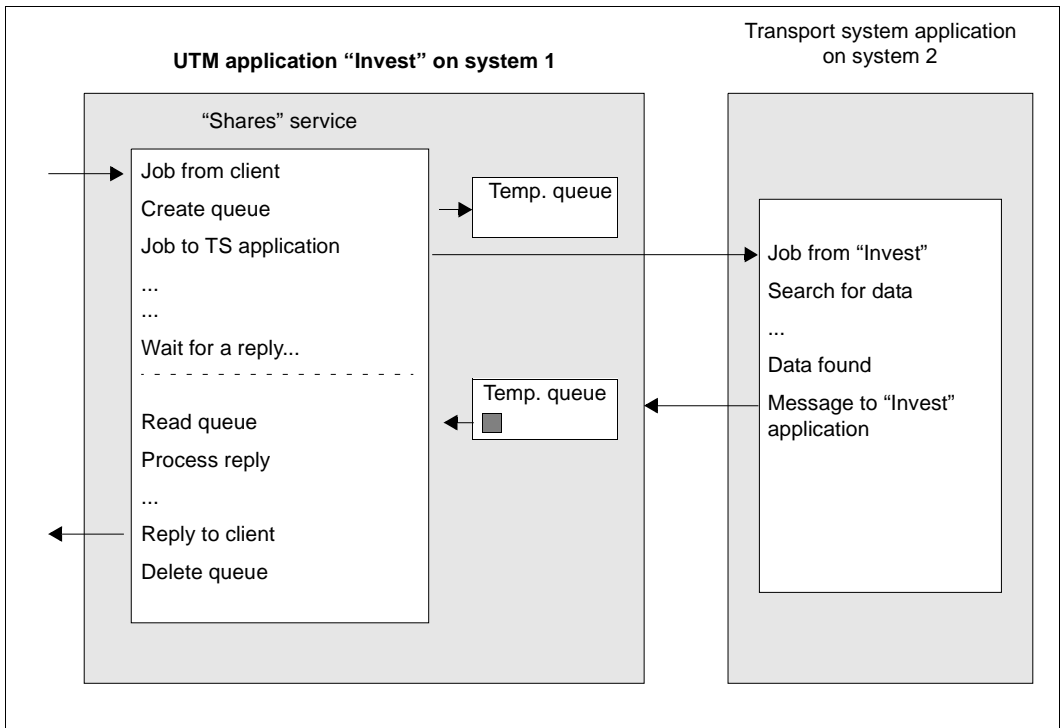 Transport system application
on system 2
UTM application “Invest” on system 1
“Shares” service
Job from client
Create queue
Job to TS application
...
...
Wait for a reply...
Read queue
Process reply
...
Reply to client
Delete queue
Temp. queue
Temp. queue
Job from “Invest”
Search for data
...
Data found
Message to “Invest”
application